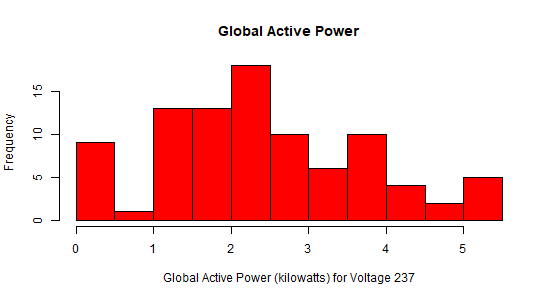 Global Active Power
Frequency
15
10
5
0
0 1 2 3 4 5
Global Active Power (kilowatts) for Voltage 237